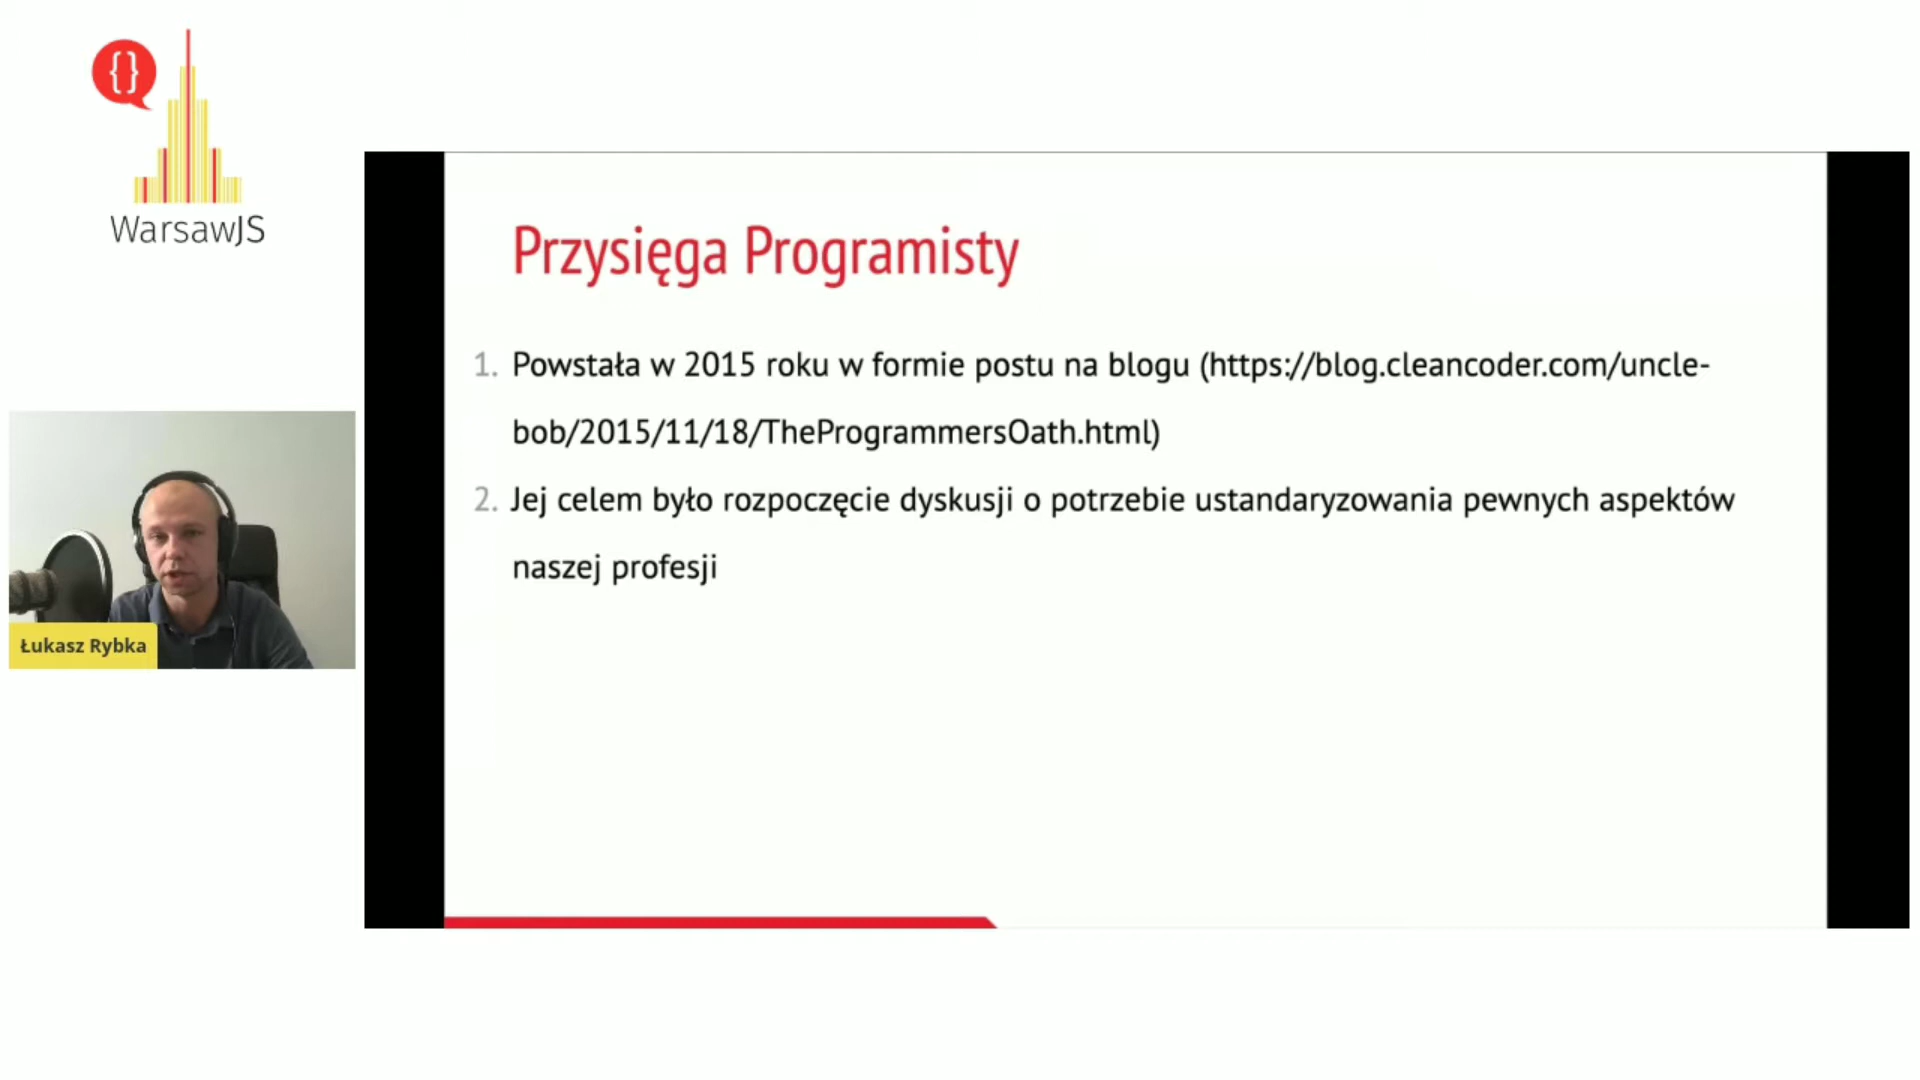 {}
WarsawJS
Przysięga Programisty
1. Powstała w 2015 roku w formie postu na blogu (https://blog.cleancoder.com/uncle-
bob/2015/11/18/TheProgrammersOath.html)
2. Jej celem było rozpoczęcie dyskusji o potrzebie ustandaryzowania pewnych aspektów
naszej profesji
Łukasz Rybka